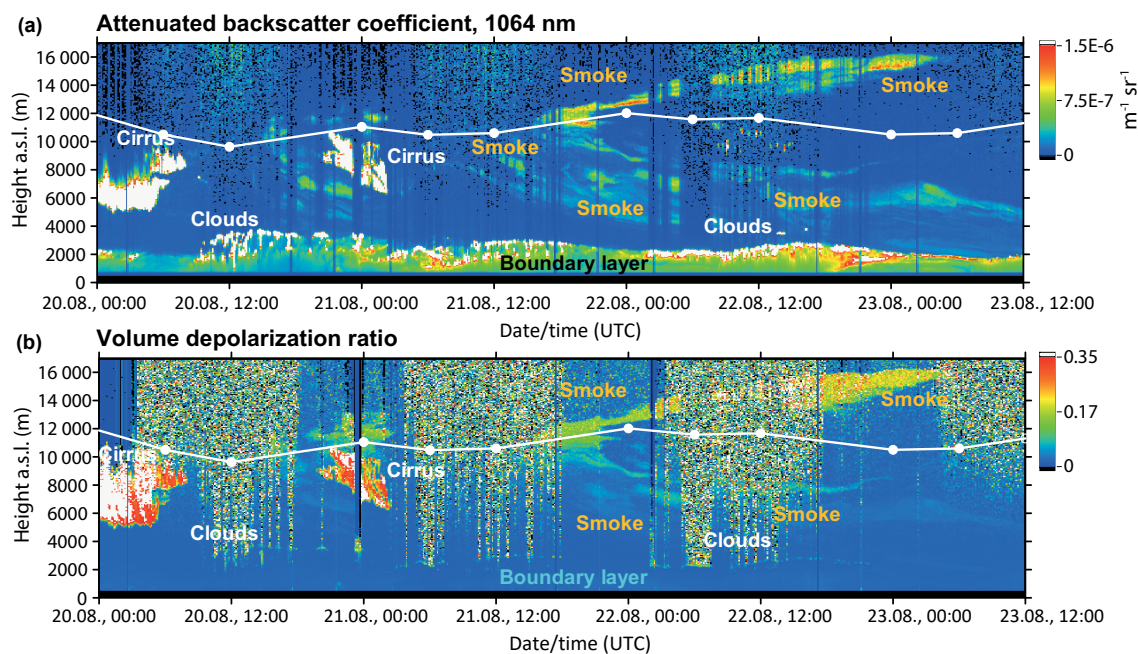 (a) Attenuated backscatter coefficient, 1064 nm
16 000
14 000
12 000
10 000
8000
6000
4000
2000
0
Height a.s.l. (m)
Smoke
Smoke
Cirrus
Cirrus
Smoke
Smoke
Smoke
Clouds
Clouds
Boundary layer
1.5E-6
7.5E-7
0
m⁻¹ sr⁻¹
20.08., 00:00 20.08., 12:00 21.08., 00:00 21.08., 12:00 22.08., 00:00 22.08., 12:00 23.08., 00:00 23.08., 12:00
Date/time (UTC)
(b) Volume depolarization ratio
16 000
14 000
12 000
10 000
8000
6000
4000
2000
0
Height a.s.l. (m)
Smoke
Smoke
Cirrus
Cirrus
Smoke
Smoke
Clouds
Clouds
Boundary layer
0.35
0.17
0
20.08., 00:00 20.08., 12:00 21.08., 00:00 21.08., 12:00 22.08., 00:00 22.08., 12:00 23.08., 00:00 23.08., 12:00
Date/time (UTC)